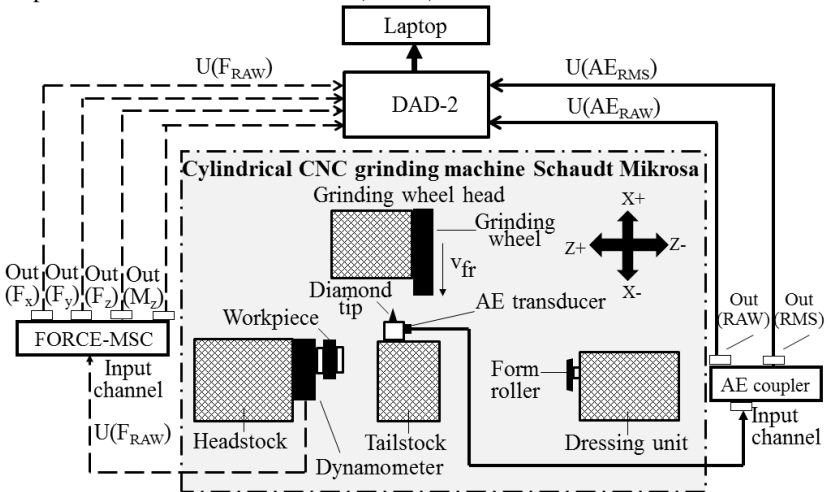 Laptop
U(F_RAW)
U(AE_RMS)
DAD-2
U(AE_RAW)
Cylindrical CNC grinding machine Schaudt Mikrosa
Grinding wheel head
Grinding
wheel
X+
Z+
Z-
X-
v_fr
Out
(F_x)
Out
(F_y)
Out
(F_z)
Out
(M_z)
Diamond
tip
AE transducer
Out
(RAW)
Out
(RMS)
Workpiece
FORCE-MSC
Input
channel
Form
roller
AE coupler
Input
channel
U(F_RAW)
Headstock
Tailstock
Dressing unit
Dynamometer